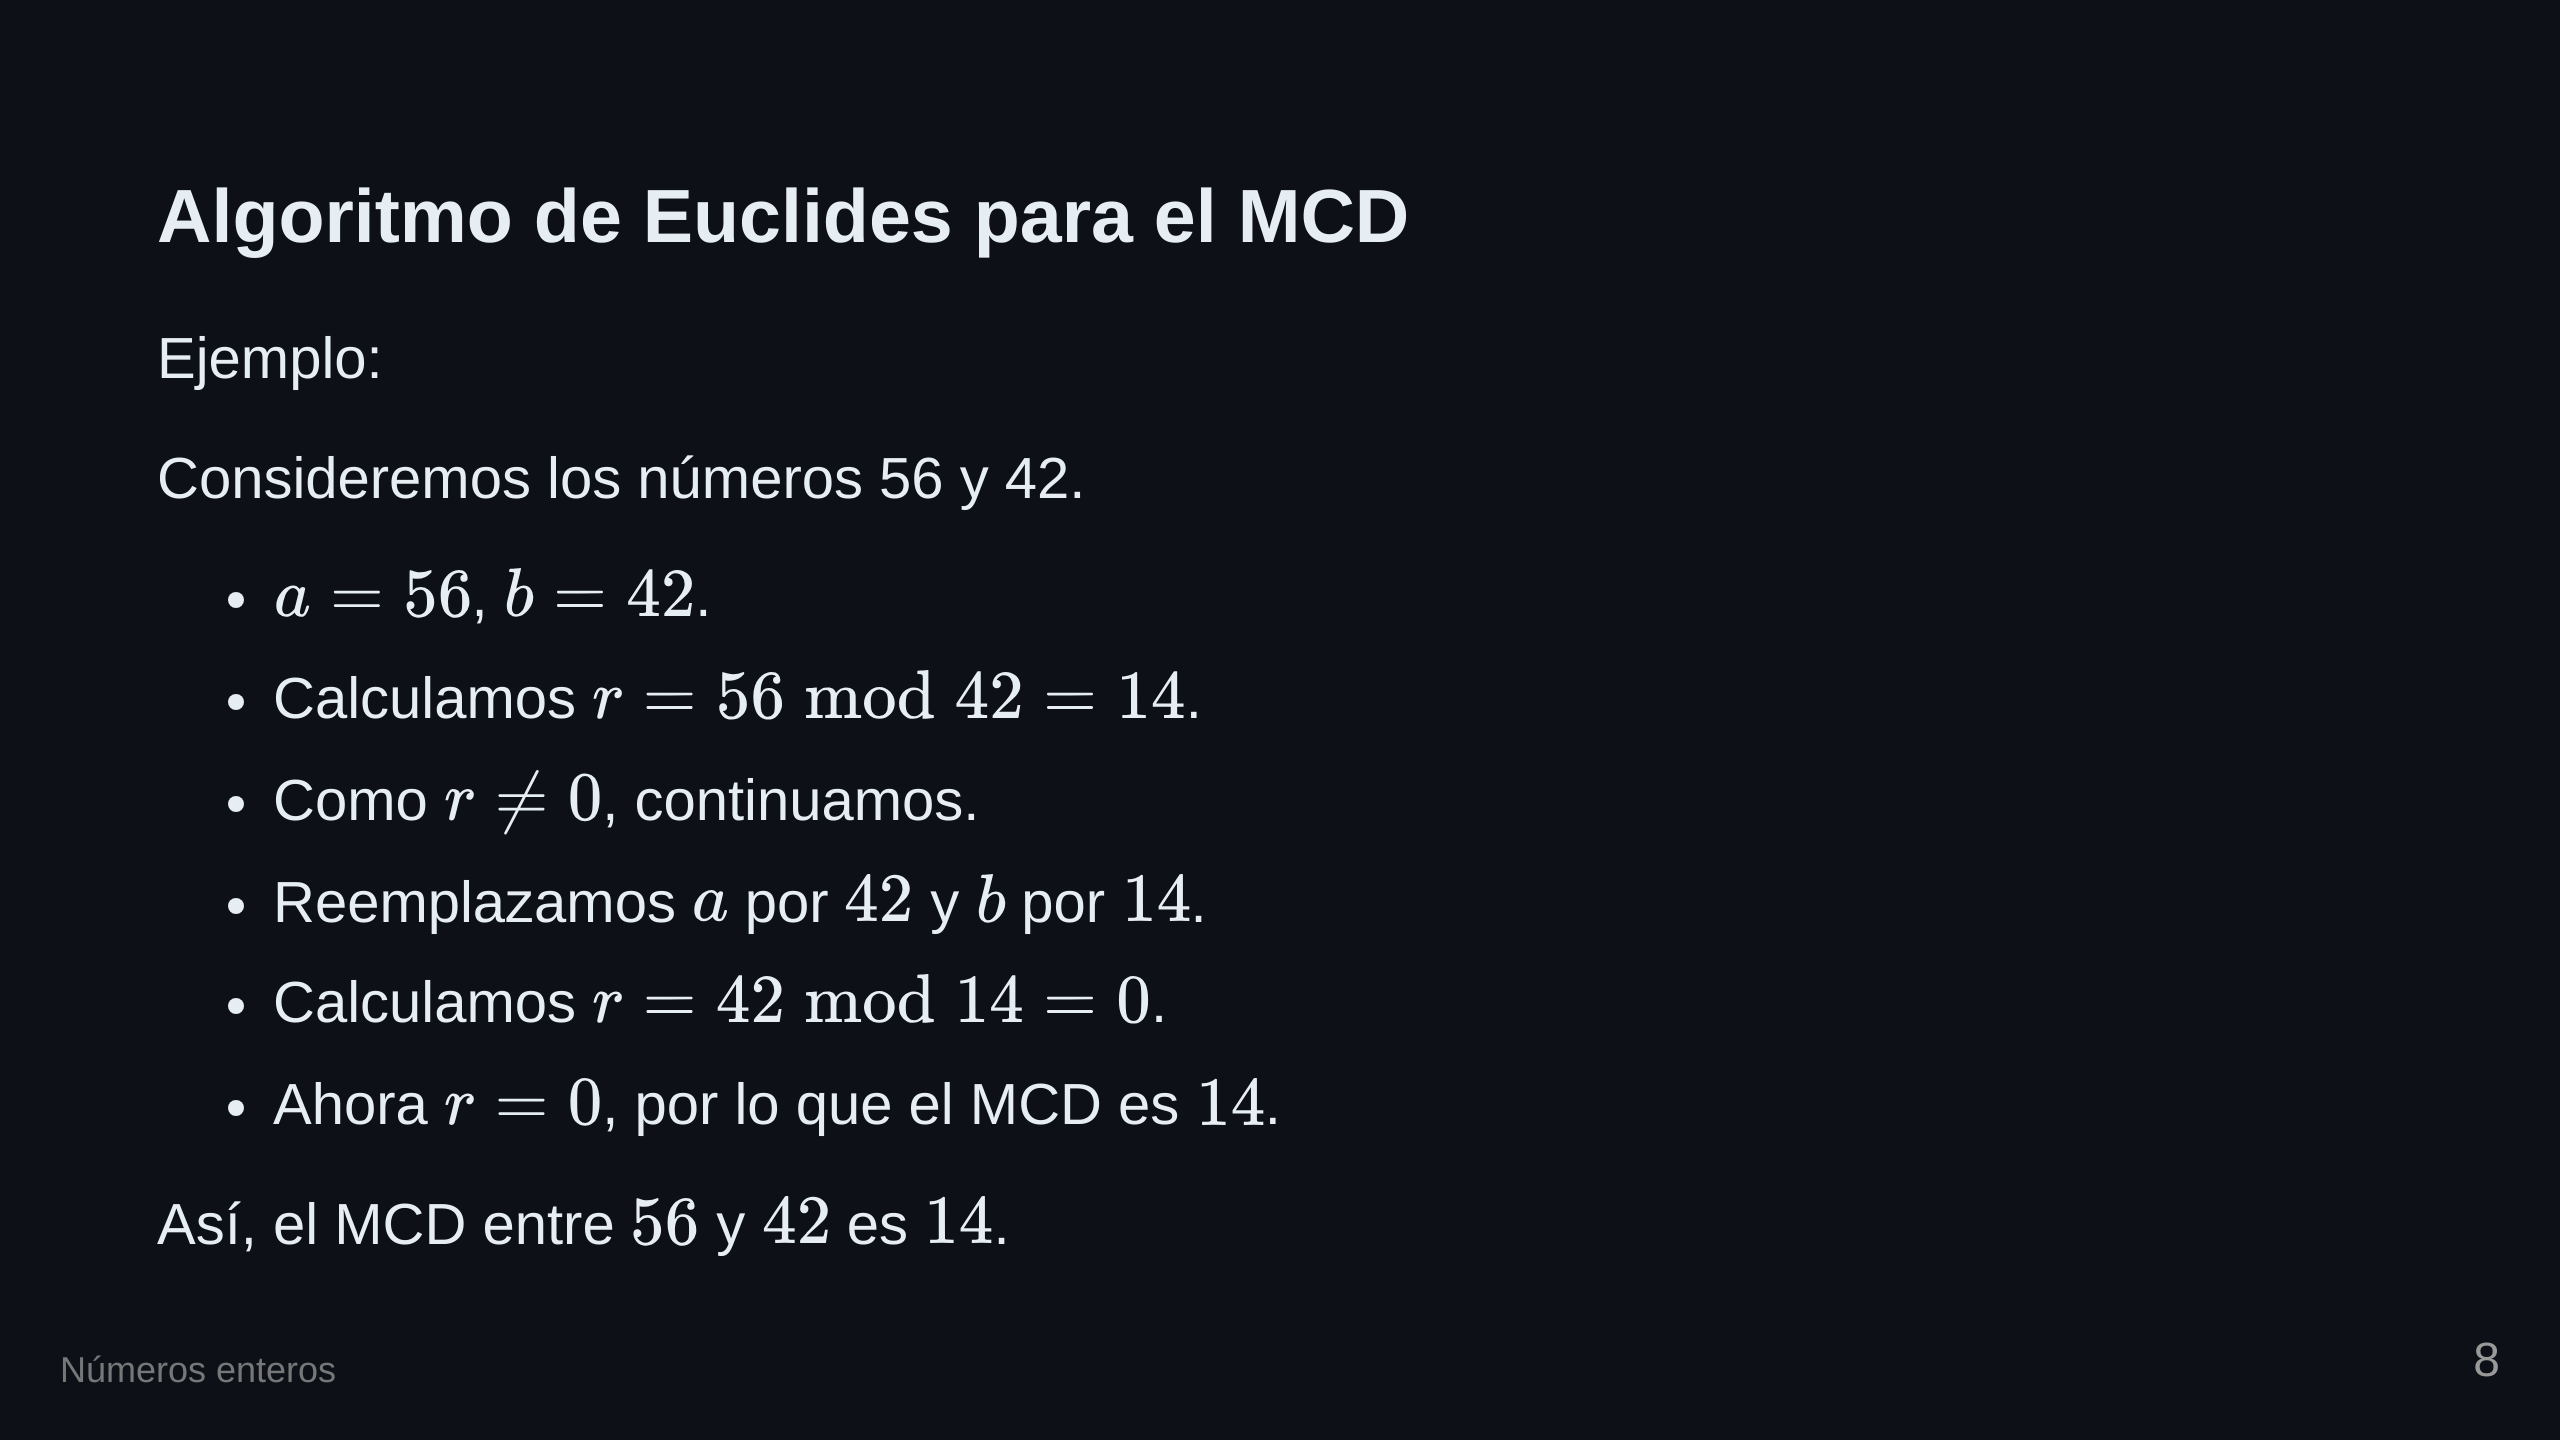 Algoritmo de Euclides para el MCD
Ejemplo:
Consideremos los números 56 y 42.
• a = 56, b = 42.
• Calculamos r = 56 mod 42 = 14.
• Como r ≠ 0, continuamos.
• Reemplazamos a por 42 y b por 14.
• Calculamos r = 42 mod 14 = 0.
• Ahora r = 0, por lo que el MCD es 14.
Así, el MCD entre 56 y 42 es 14.
Números enteros
8